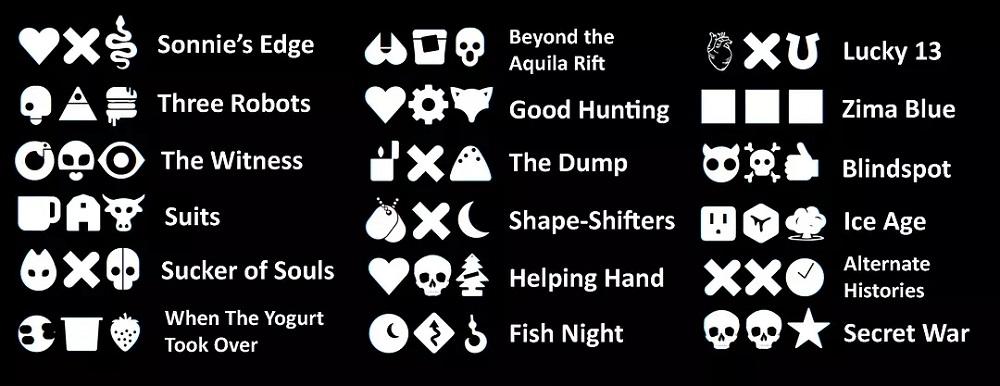 Sonnie's Edge
Three Robots
The Witness
Suits
Sucker of Souls
When The Yogurt
Took Over
Beyond the
Aquila Rift
Good Hunting
The Dump
Shape-Shifters
Helping Hand
Fish Night
Lucky 13
Zima Blue
Blindspot
Ice Age
Alternate
Histories
Secret War